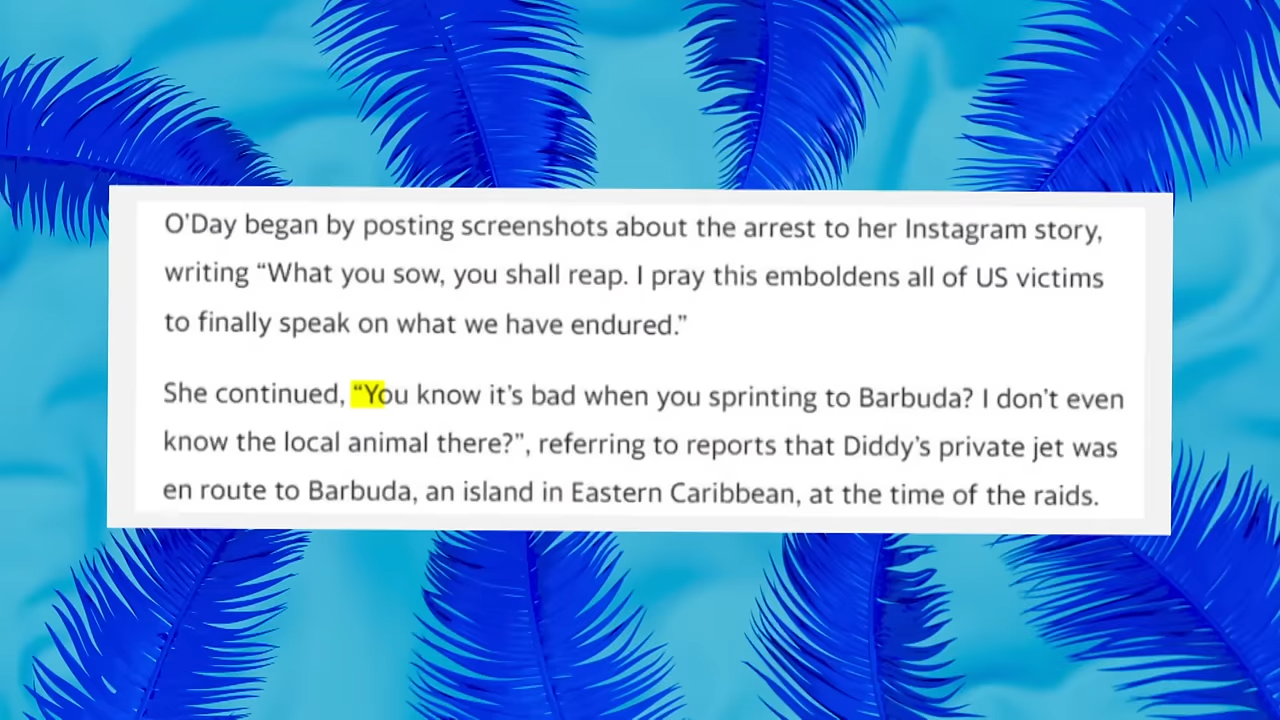 O'Day began by posting screenshots about the arrest to her Instagram story,
writing “What you sow, you shall reap. I pray this emboldens all of US victims
to finally speak on what we have endured.”
She continued, “You know it’s bad when you sprinting to Barbuda? I don’t even
know the local animal there?”, referring to reports that Diddy’s private jet was
en route to Barbuda, an island in Eastern Caribbean, at the time of the raids.